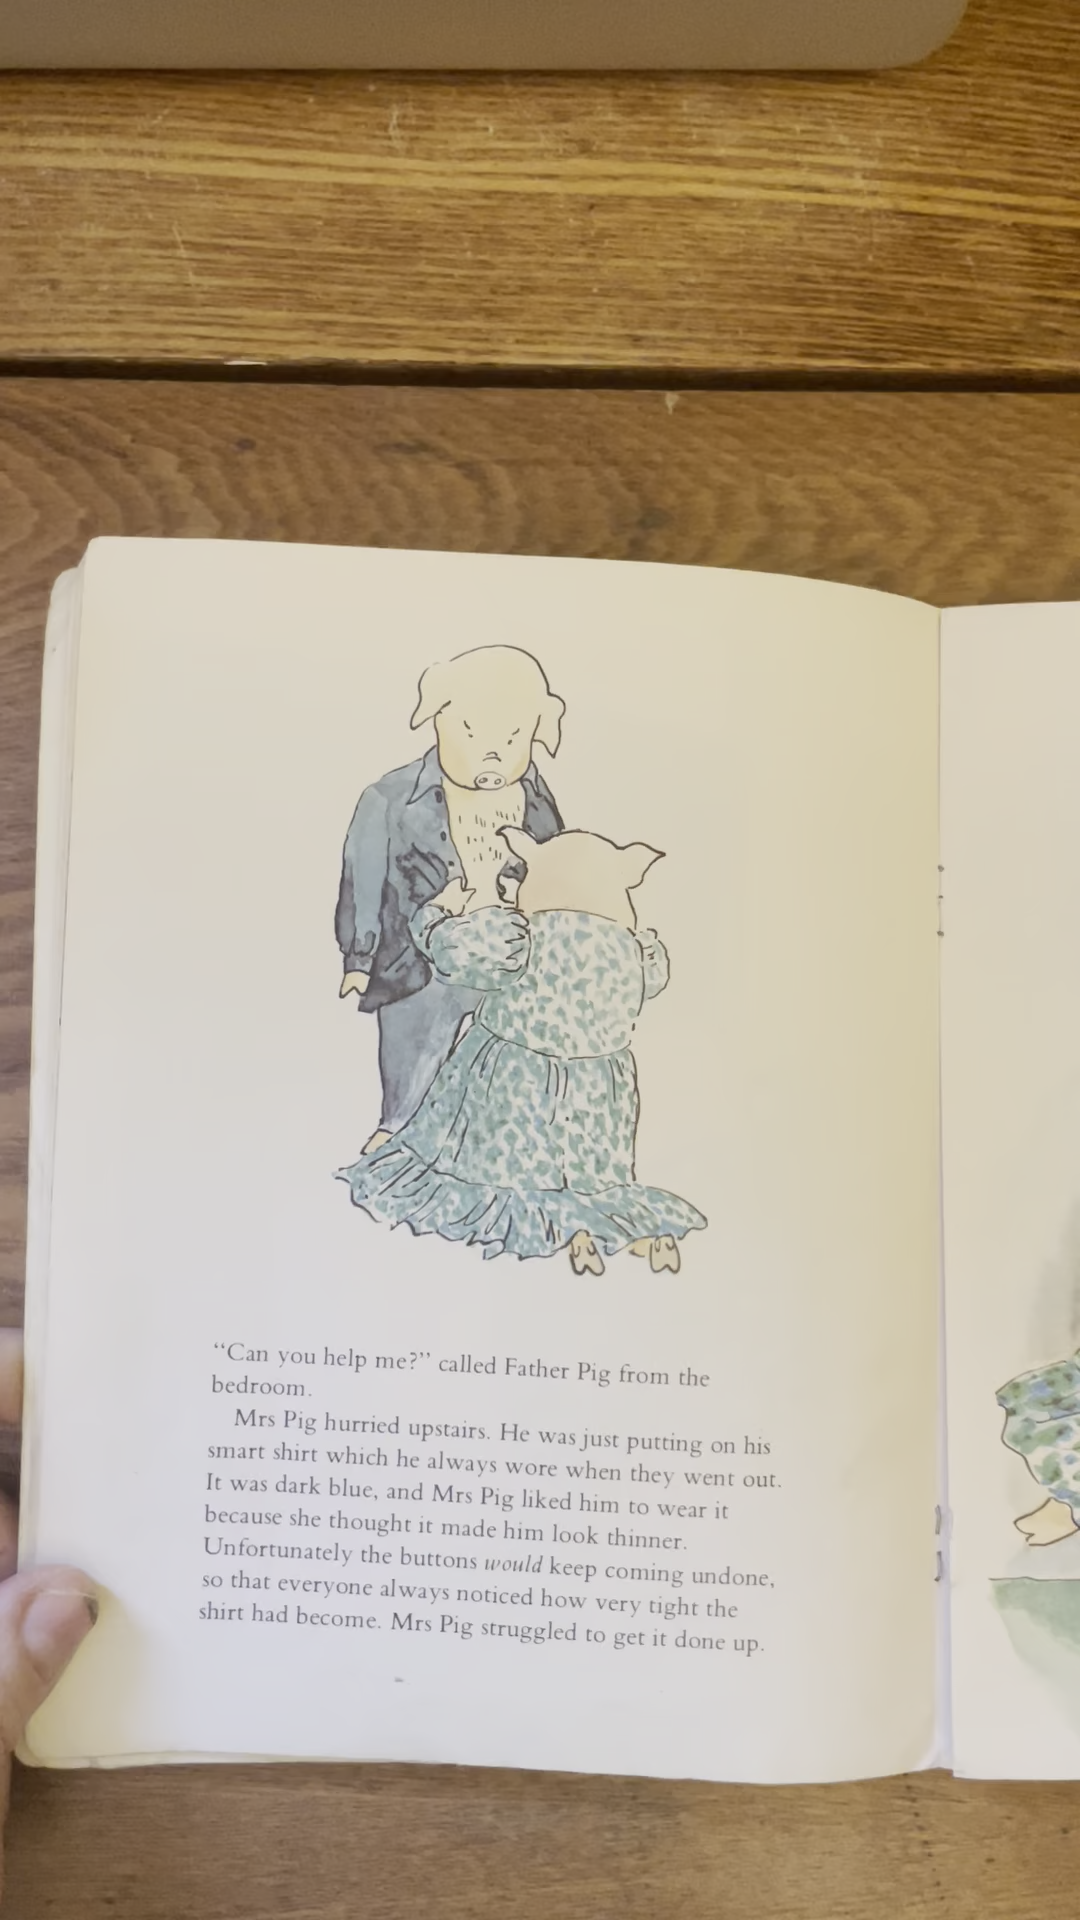 “Can you help me?” called Father Pig from the
bedroom.
Mrs Pig hurried upstairs. He was just putting on his
smart shirt which he always wore when they went out.
It was dark blue, and Mrs Pig liked him to wear it
because she thought it made him look thinner.
Unfortunately the buttons would keep coming undone,
so that everyone always noticed how very tight the
shirt had become. Mrs Pig struggled to get it done up.